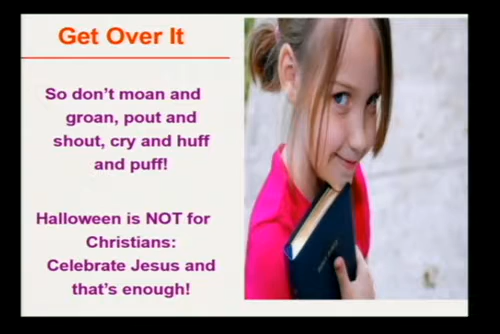 Get Over It
So don't moan and
groan, pout and
shout, cry and huff
and puff!
Halloween is NOT for
Christians:
Celebrate Jesus and
that's enough!